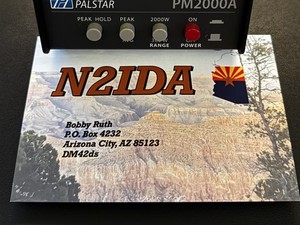 PALSTAR
PM2000A
PEAK HOLD
PEAK
2000W
ON
RANGE
OFF
POWER
N2IDA
Bobby Ruth
P.O. Box 4232
Arizona City, AZ 85123
DM42ds